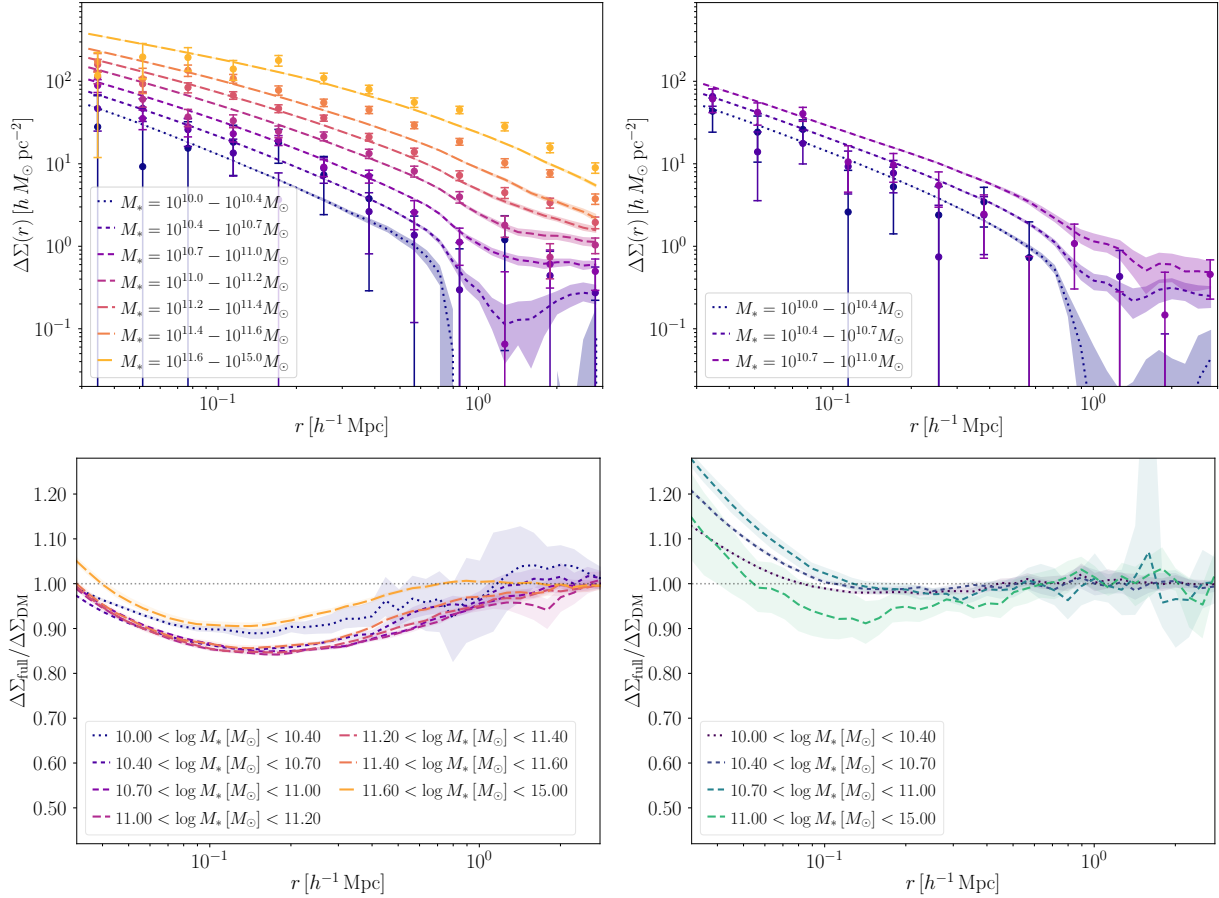 10²
10¹
10⁰
10⁻¹
ΔΣ(r) [h M⊙ pc⁻²]
M∗ = 10^10.0 − 10^10.4 M⊙
M∗ = 10^10.4 − 10^10.7 M⊙
M∗ = 10^10.7 − 10^11.0 M⊙
M∗ = 10^11.0 − 10^11.2 M⊙
M∗ = 10^11.2 − 10^11.4 M⊙
M∗ = 10^11.4 − 10^11.6 M⊙
M∗ = 10^11.6 − 10^15.0 M⊙
10⁻¹ 10⁰
r [h⁻¹ Mpc]
10²
10¹
10⁰
10⁻¹
ΔΣ(r) [h M⊙ pc⁻²]
M∗ = 10^10.0 − 10^10.4 M⊙
M∗ = 10^10.4 − 10^10.7 M⊙
M∗ = 10^10.7 − 10^11.0 M⊙
10⁻¹ 10⁰
r [h⁻¹ Mpc]
1.20
1.10
1.00
0.90
0.80
0.70
0.60
0.50
ΔΣfull/ΔΣDM
10.00 < log M∗ [M⊙] < 10.40
10.40 < log M∗ [M⊙] < 10.70
10.70 < log M∗ [M⊙] < 11.00
11.00 < log M∗ [M⊙] < 11.20
11.20 < log M∗ [M⊙] < 11.40
11.40 < log M∗ [M⊙] < 11.60
11.60 < log M∗ [M⊙] < 15.00
10⁻¹ 10⁰
r [h⁻¹ Mpc]
1.20
1.10
1.00
0.90
0.80
0.70
0.60
0.50
ΔΣfull/ΔΣDM
10.00 < log M∗ [M⊙] < 10.40
10.40 < log M∗ [M⊙] < 10.70
10.70 < log M∗ [M⊙] < 11.00
11.00 < log M∗ [M⊙] < 15.00
10⁻¹ 10⁰
r [h⁻¹ Mpc]